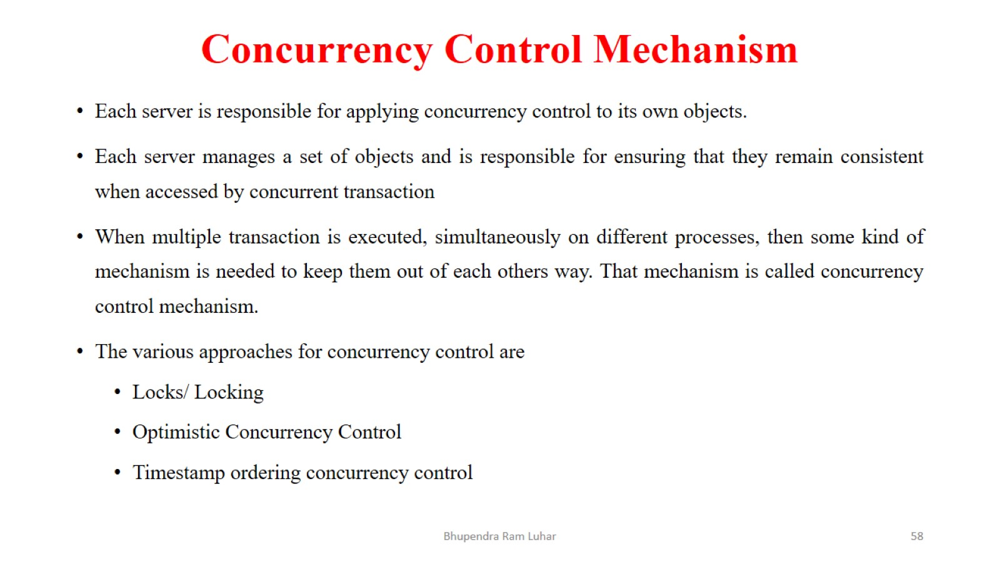 Concurrency Control Mechanism
• Each server is responsible for applying concurrency control to its own objects.
• Each server manages a set of objects and is responsible for ensuring that they remain consistent
when accessed by concurrent transaction
• When multiple transaction is executed, simultaneously on different processes, then some kind of
mechanism is needed to keep them out of each others way. That mechanism is called concurrency
control mechanism.
• The various approaches for concurrency control are
• Locks/ Locking
• Optimistic Concurrency Control
• Timestamp ordering concurrency control
Bhupendra Ram Luhar 58